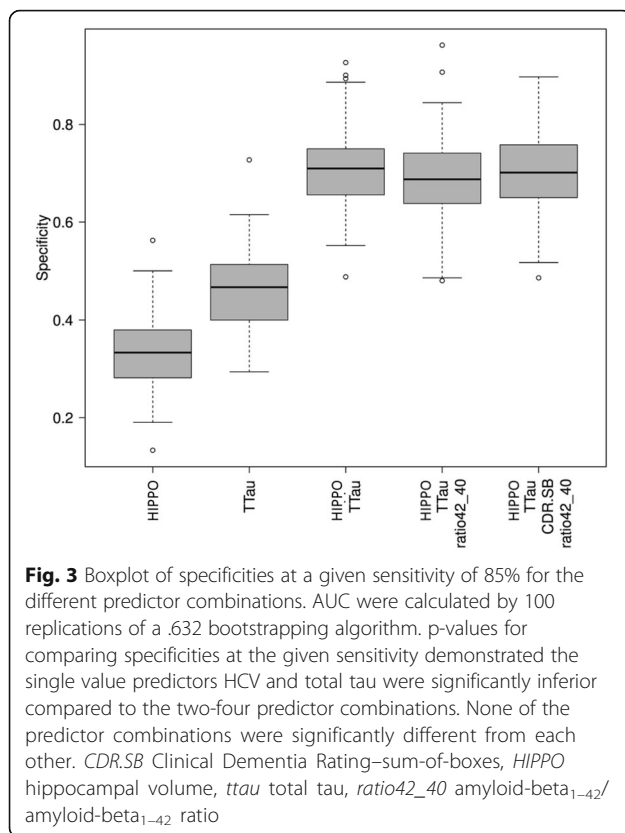 0.8
0.6
0.4
0.2
Specificity
HIPPO
TTau
HIPPO
TTau
HIPPO
TTau
ratio42_40
HIPPO
TTau
CDR.SB
ratio42_40
Fig. 3 Boxplot of specificities at a given sensitivity of 85% for the
different predictor combinations. AUC were calculated by 100
replications of a .632 bootstrapping algorithm. p-values for
comparing specificities at the given sensitivity demonstrated the
single value predictors HCV and total tau were significantly inferior
compared to the two-four predictor combinations. None of the
predictor combinations were significantly different from each
other. CDR.SB Clinical Dementia Rating–sum-of-boxes, HIPPO
hippocampal volume, ttau total tau, ratio42_40 amyloid-beta₁₋₄₂/
amyloid-beta₁₋₄₂ ratio